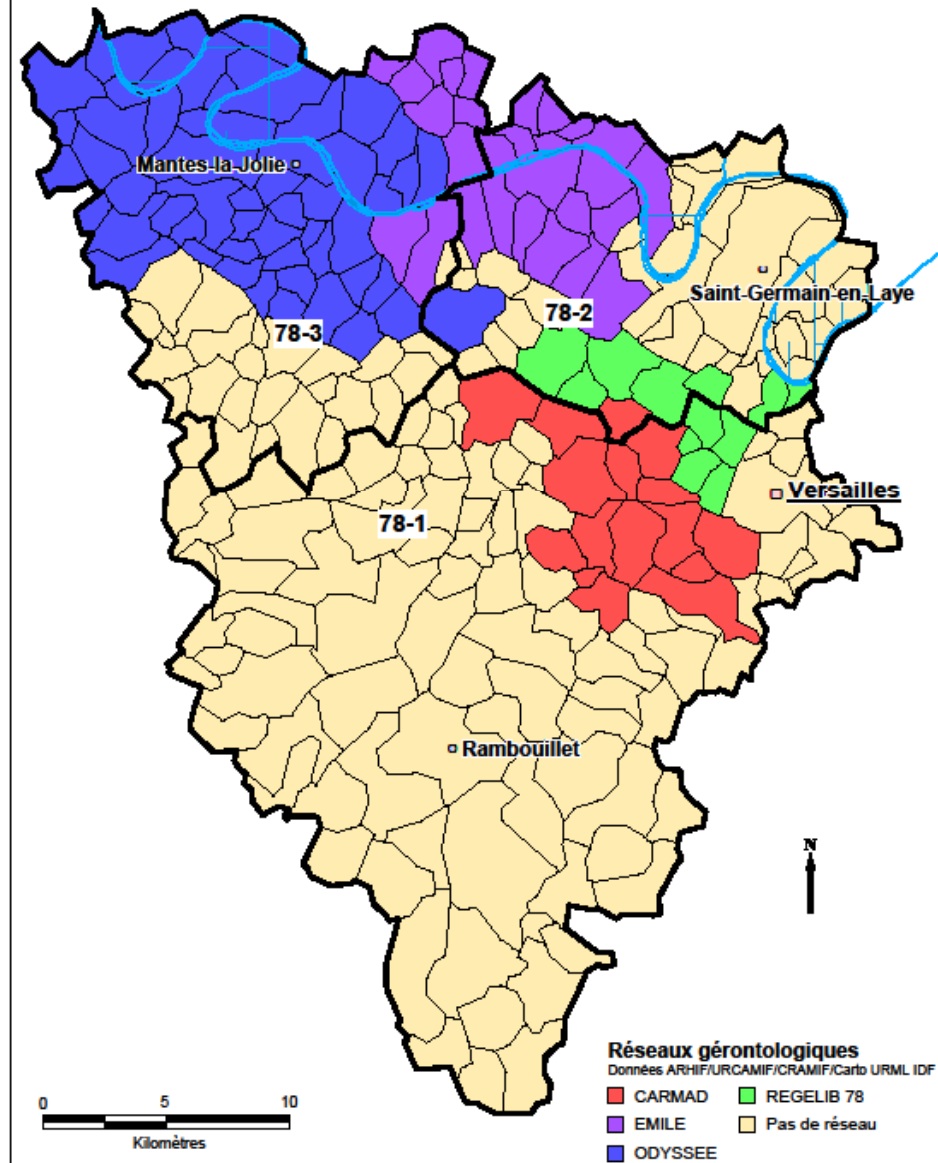 Mantes-la-Jolie
Saint-Germain-en-Laye
78-2
78-3
Versailles
78-1
Rambouillet
N
Réseaux gérontologiques
Données ARHIF/URCAMIF/CRAMIF/Carto URML IDF
CARMAD
REGELIB 78
EMILE
Pas de réseau
ODYSSEE
0 5 10
Kilomètres